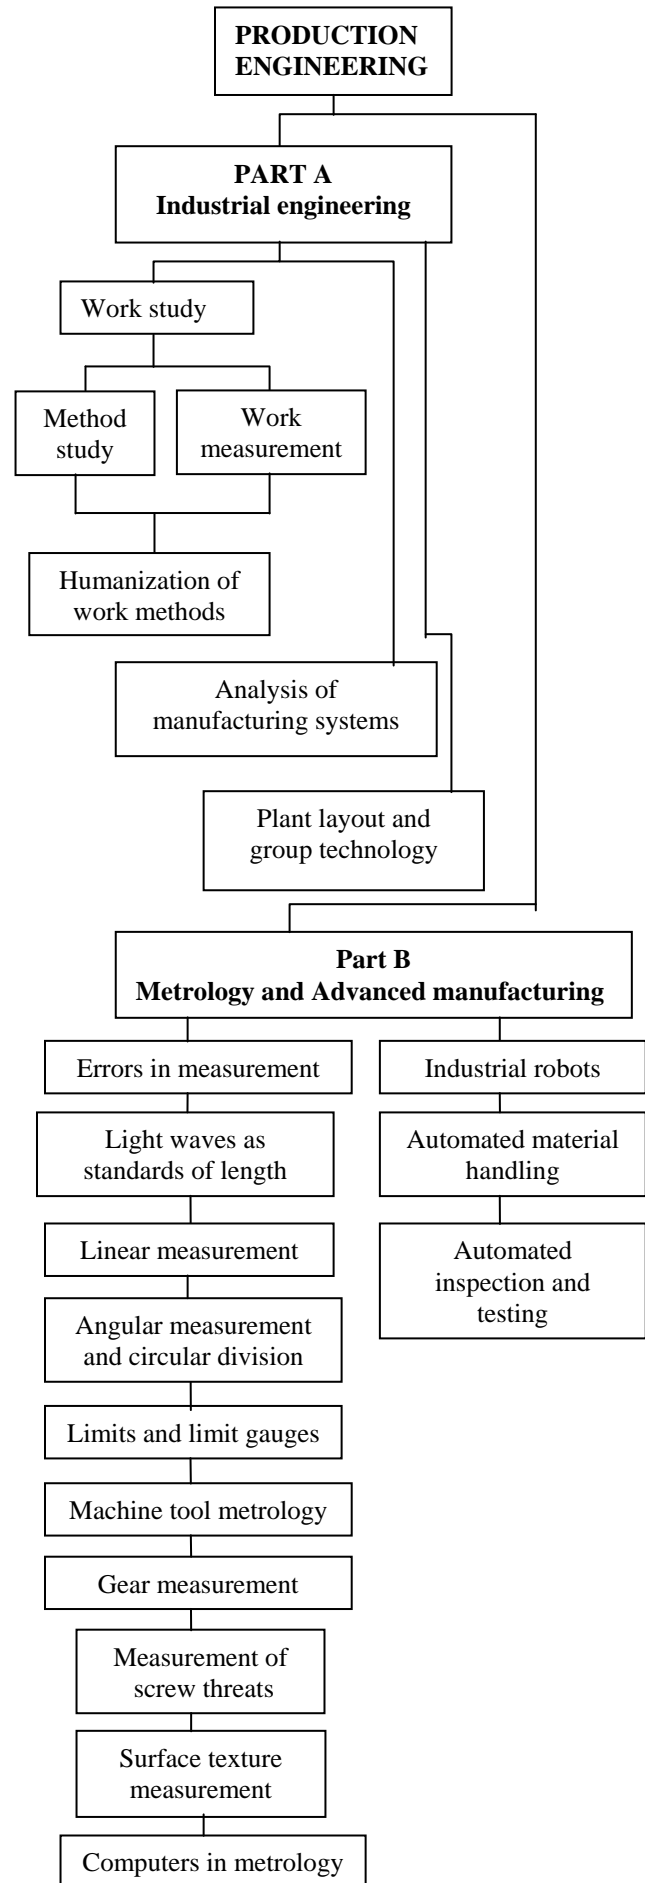 PRODUCTION
ENGINEERING
PART A
Industrial engineering
Work study
Method
study
Work
measurement
Humanization of
work methods
Analysis of
manufacturing systems
Plant layout and
group technology
Part B
Metrology and Advanced manufacturing
Errors in measurement
Light waves as
standards of length
Linear measurement
Angular measurement
and circular division
Limits and limit gauges
Machine tool metrology
Gear measurement
Measurement of
screw threats
Surface texture
measurement
Computers in metrology
Industrial robots
Automated material
handling
Automated
inspection and
testing